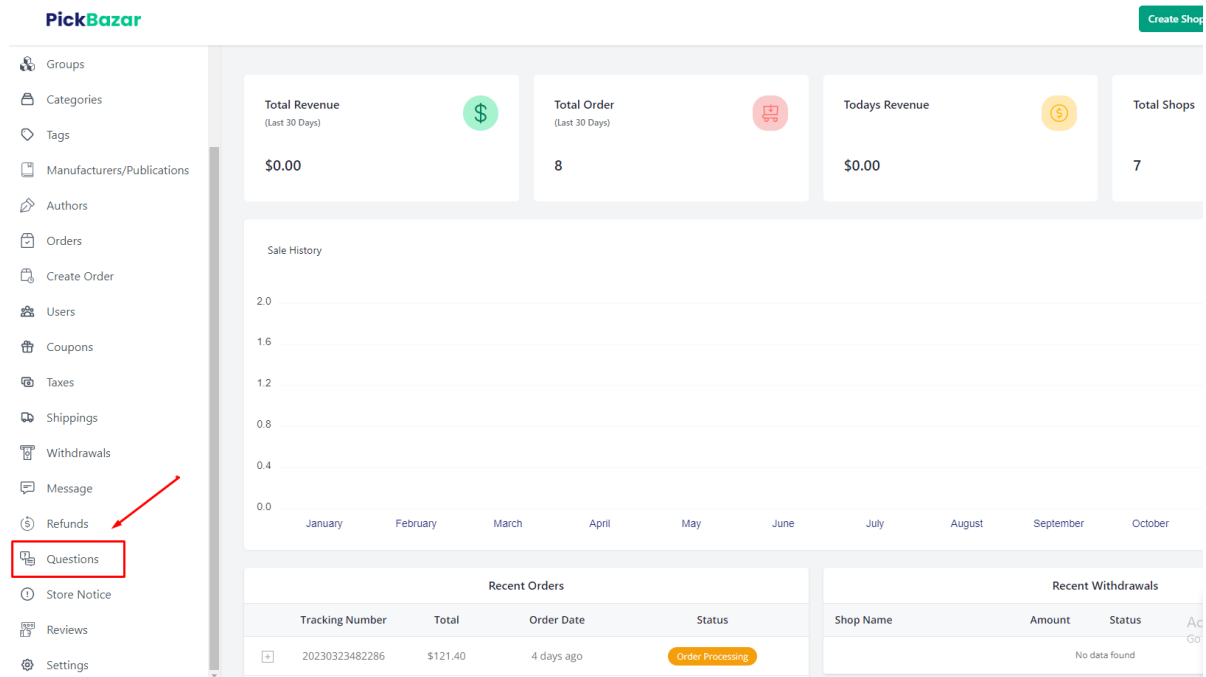 PickBazar
Create Shop
Groups
Categories
Tags
Manufacturers/Publications
Authors
Orders
Create Order
Users
Coupons
Taxes
Shippings
Withdrawals
Message
Refunds
Questions
Store Notice
Reviews
Settings
Total Revenue
(Last 30 Days)
$0.00
Total Order
(Last 30 Days)
8
Todays Revenue
$0.00
Total Shops
7
Sale History
2.0
1.6
1.2
0.8
0.4
0.0
January February March April May June July August September October
Recent Orders
Tracking Number Total Order Date Status
20230323482286 $121.40 4 days ago Order Processing
Recent Withdrawals
Shop Name Amount Status
No data found
Go